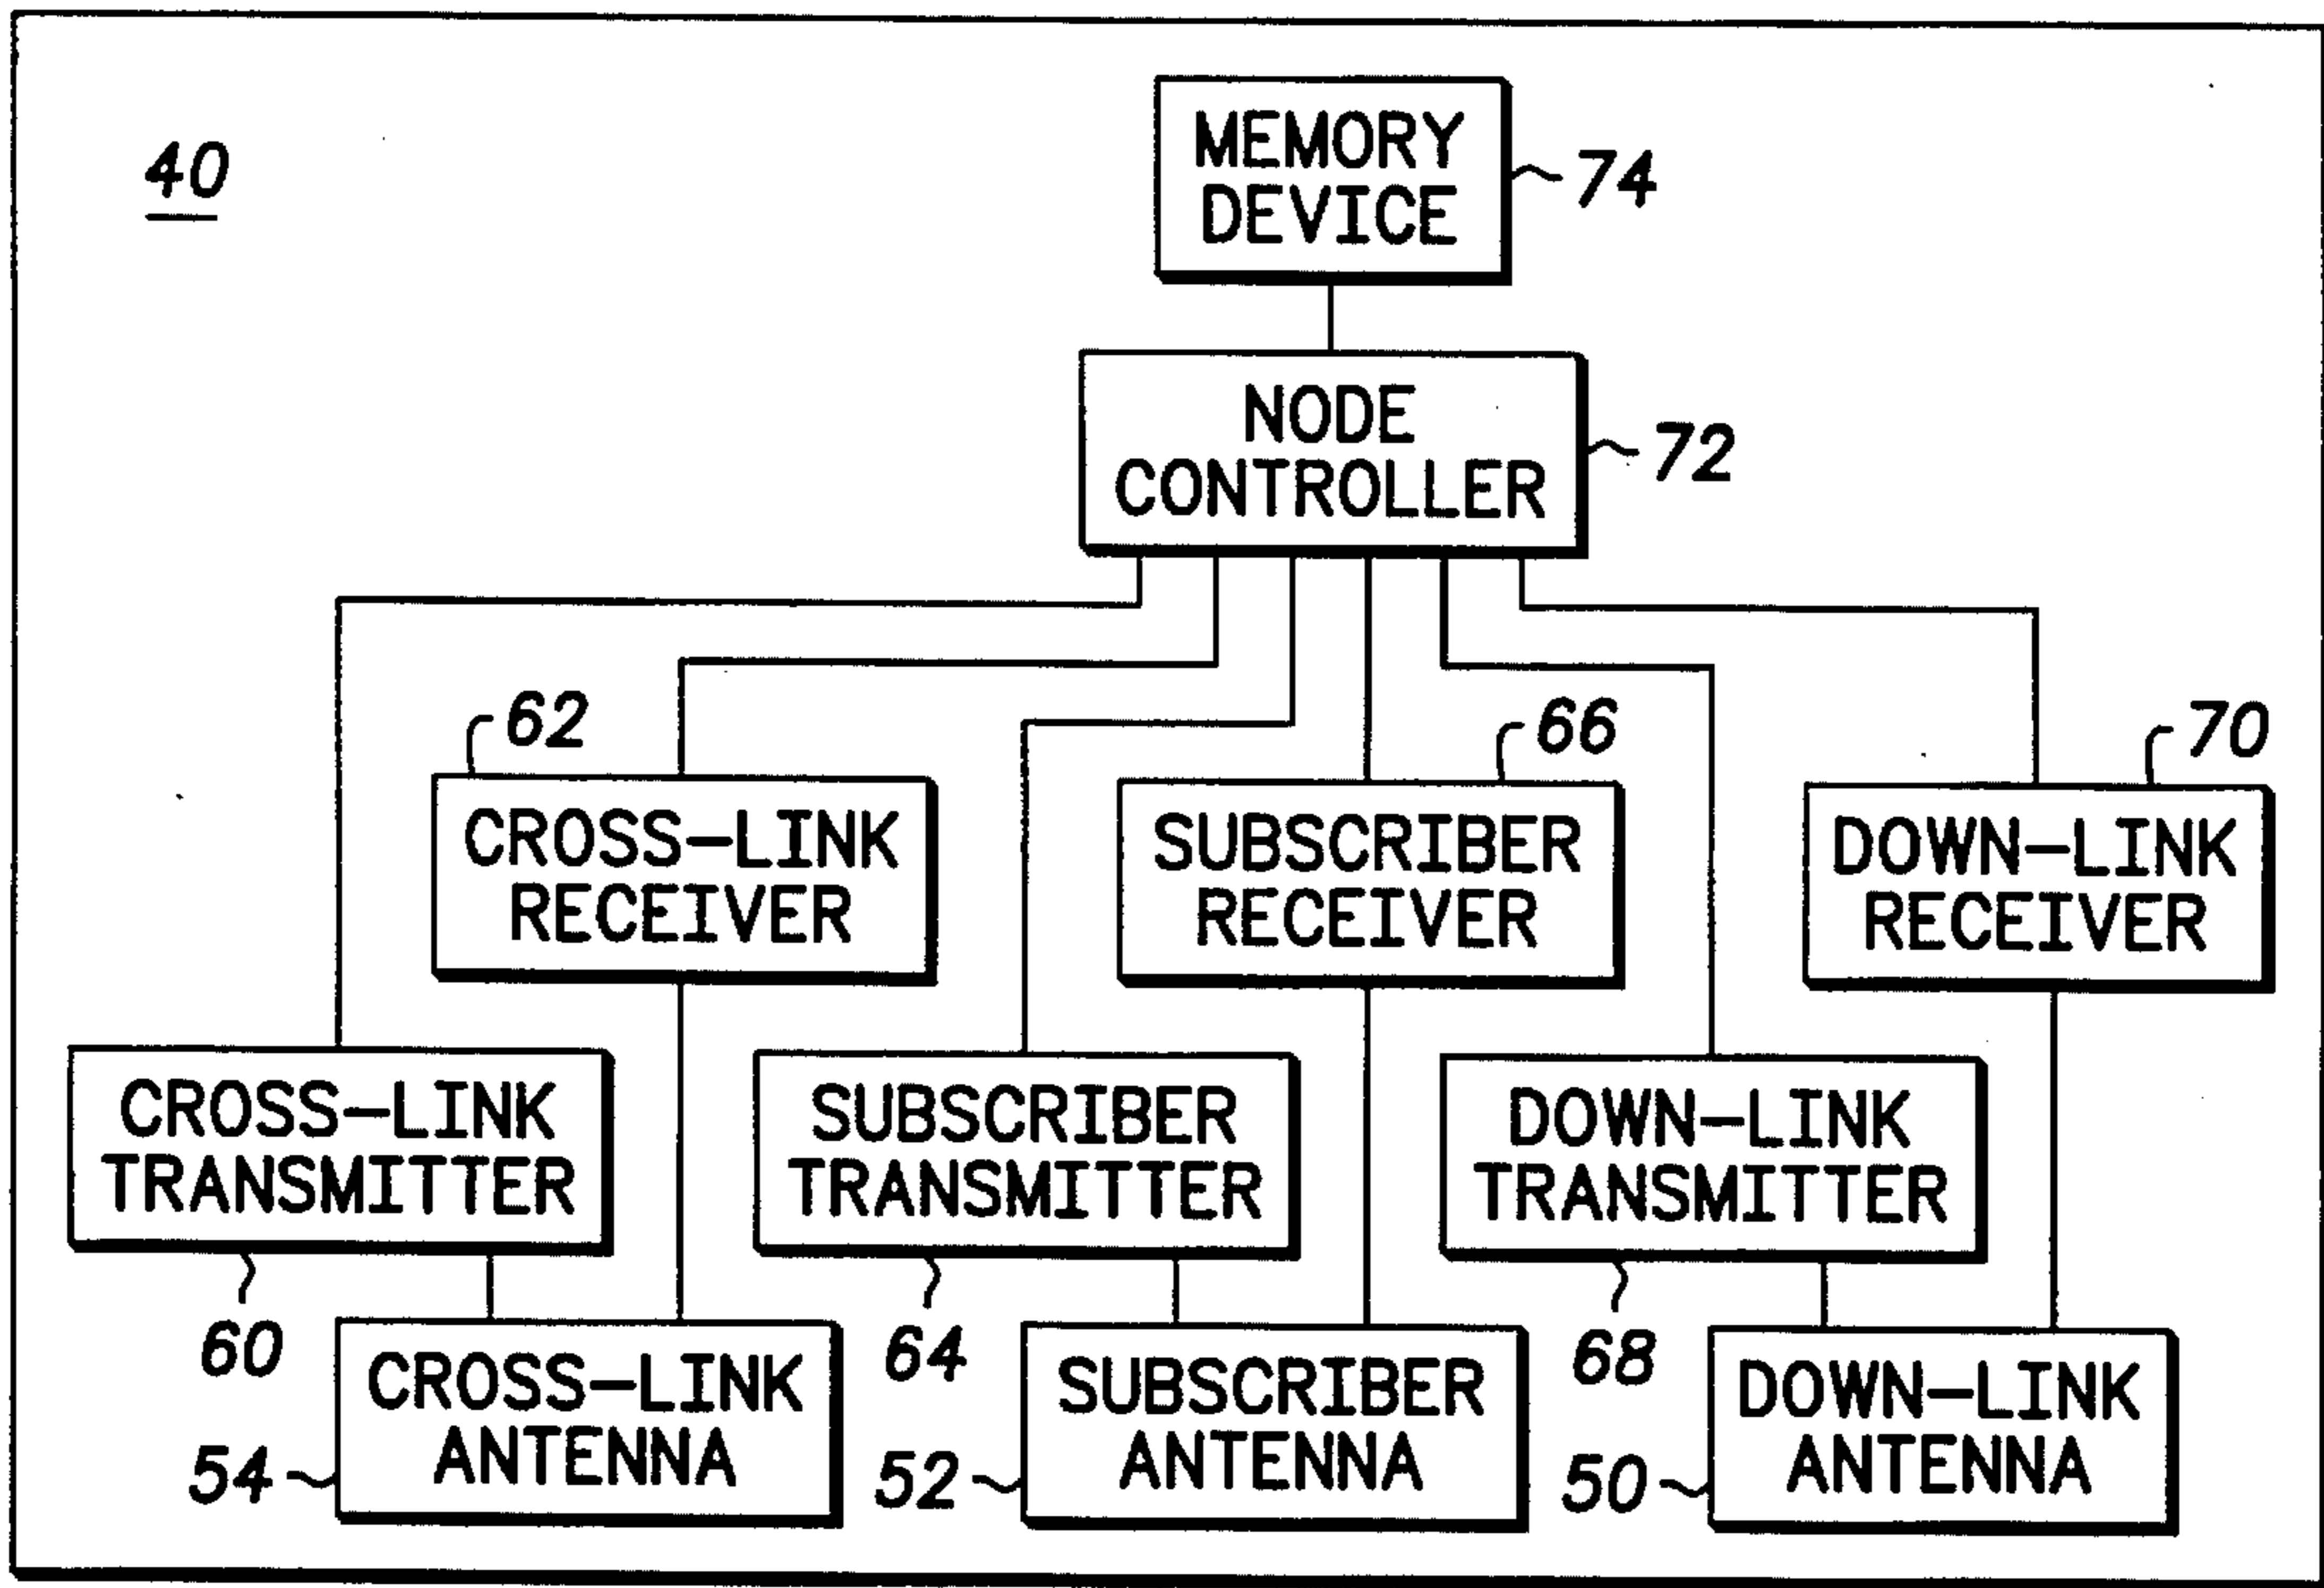 40
MEMORY
DEVICE
74
NODE
CONTROLLER
72
62
66
70
CROSS-LINK
RECEIVER
SUBSCRIBER
RECEIVER
DOWN-LINK
RECEIVER
CROSS-LINK
TRANSMITTER
SUBSCRIBER
TRANSMITTER
DOWN-LINK
TRANSMITTER
60
64
68
CROSS-LINK
ANTENNA
SUBSCRIBER
ANTENNA
DOWN-LINK
ANTENNA
54
52
50